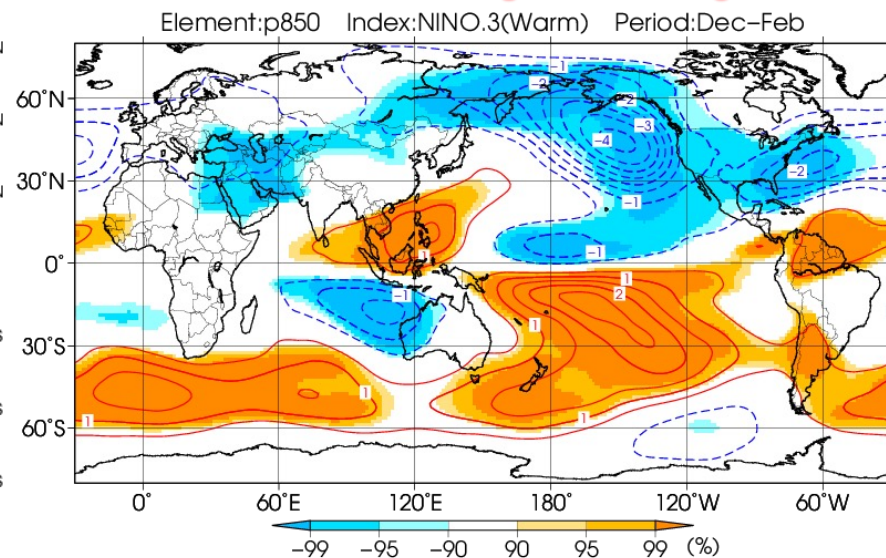 Element:p850 Index:NINO.3(Warm) Period:Dec−Feb
60°N
30°N
0°
30°S
60°S
−1
−2
−2
−3
−4
−2
−1
−1
1
−1
1
2
1
1
1
1
0° 60°E 120°E 180° 120°W 60°W
−99 −95 −90 90 95 99 (%)